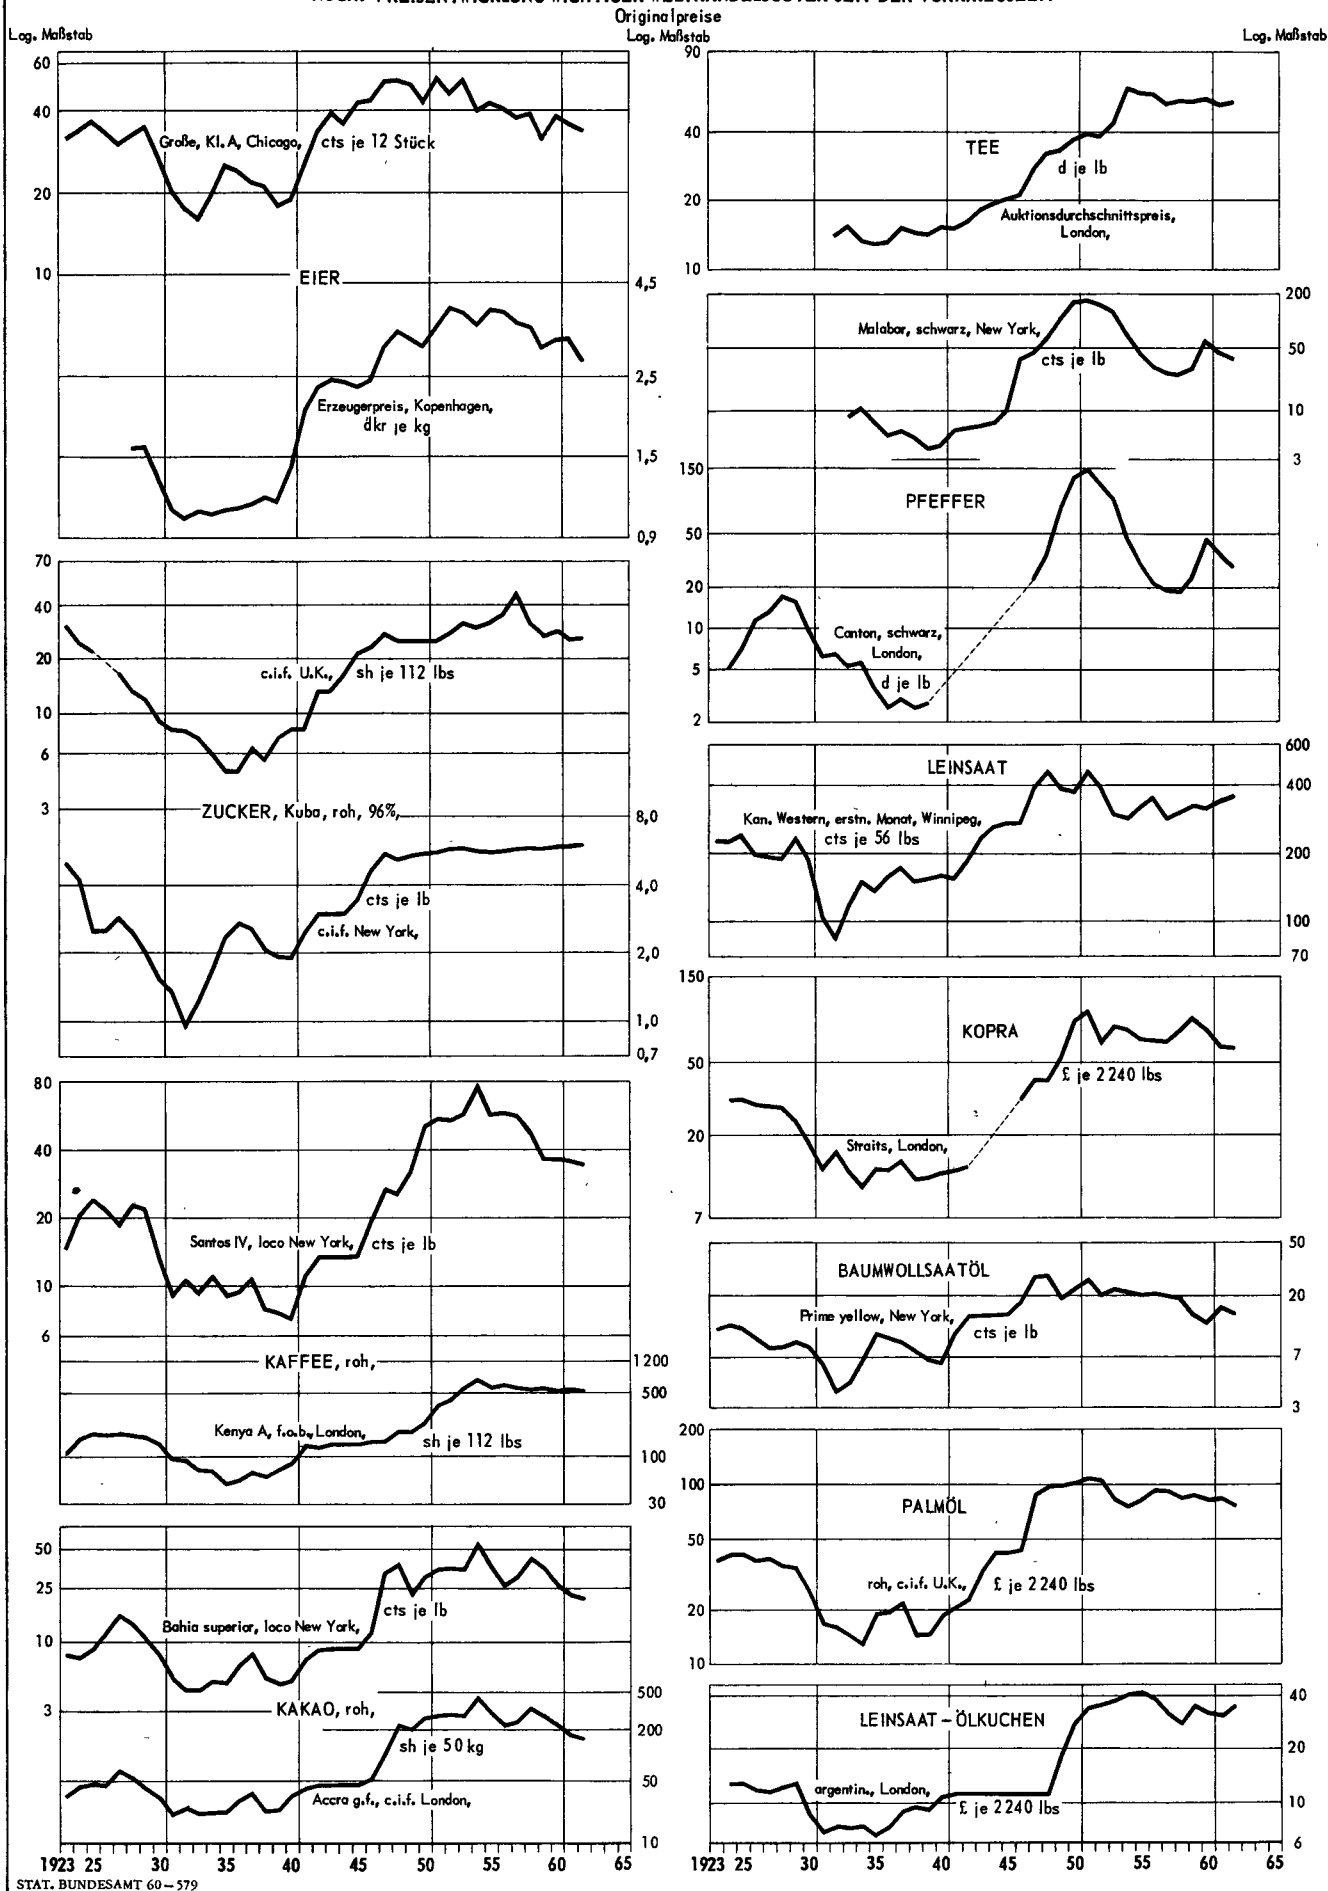 Originalpreise
Log. Maßstab
Log. Maßstab
Log. Maßstab
60
40
20
10
Große, Kl. A, Chicago, cts je 12 Stück
EIER
4,5
2,5
1,5
0,9
Erzeugerpreis, Kopenhagen,
dkr je kg
70
40
20
10
6
3
c.i.f. U.K., sh je 112 lbs
ZUCKER, Kuba, roh, 96%,
8,0
4,0
2,0
1,0
0,7
cts je lb
c.i.f. New York,
80
40
20
10
6
Santos IV, loco New York, cts je lb
KAFFEE, roh,
1200
500
100
30
Kenya A, f.o.b., London,
sh je 112 lbs
50
25
10
3
Bahia superior, loco New York,
cts je lb
KAKAO, roh,
500
200
50
10
sh je 50 kg
Accra g.f., c.i.f. London,
1923 25 30 35 40 45 50 55 60 65
STAT. BUNDESAMT 60-579
90
40
20
10
TEE
d je lb
Auktionsdurchschnittspreis,
London,
200
50
10
3
Malabar, schwarz, New York,
cts je lb
PFEFFER
150
50
20
10
5
2
Canton, schwarz,
London,
d je lb
LEINSAAT
600
400
200
100
70
Kan. Western, erstn. Monat, Winnipeg,
cts je 56 lbs
150
50
20
7
KOPRA
£ je 2240 lbs
Straits, London,
BAUMWOLLSAATÖL
50
20
7
3
Prime yellow, New York,
cts je lb
200
100
50
20
10
PALMÖL
roh, c.i.f. U.K., £ je 2240 lbs
LEINSAAT-ÖLKUCHEN
40
20
10
6
argentin., London,
£ je 2240 lbs
1923 25 30 35 40 45 50 55 60 65